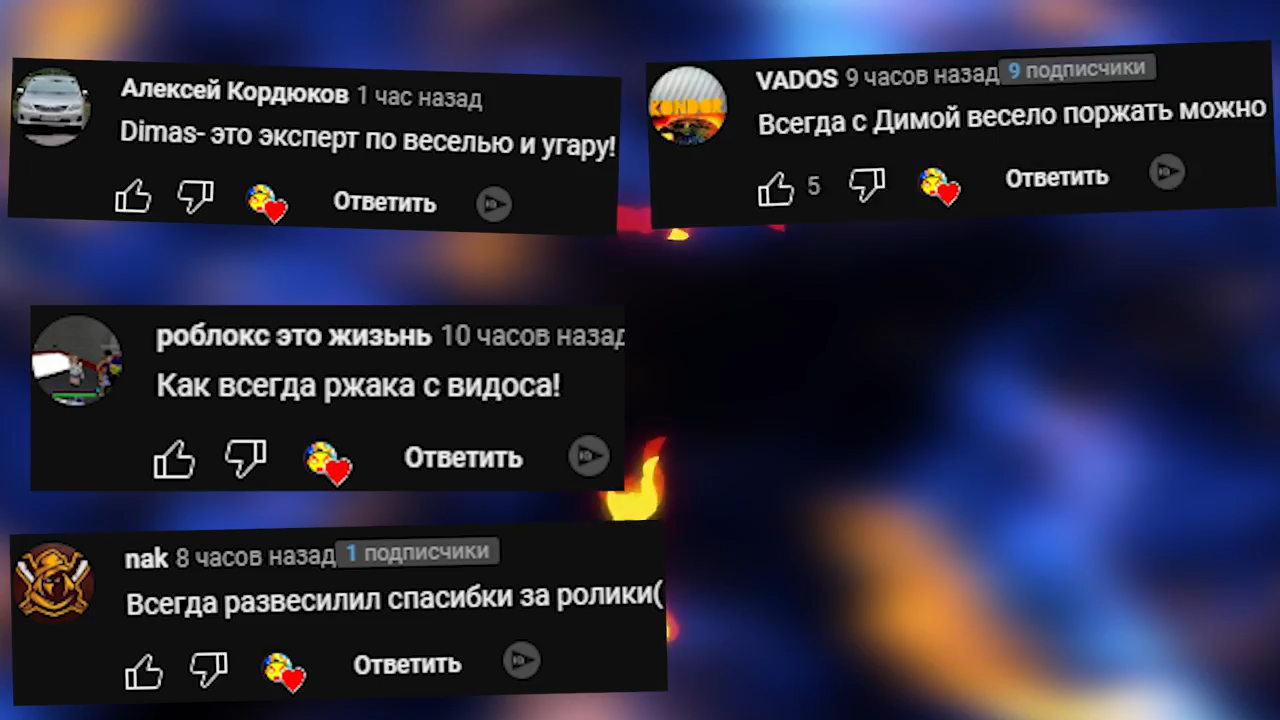 Алексей Кордюков 1 час назад
Dimas- это эксперт по веселью и угару!
Ответить
VADOS 9 часов назад 9 подписчики
Всегда с Димой весело поржать можно
5 Ответить
KONDOR
роблокс это жизьнь 10 часов назад
Как всегда ржака с видоса!
Ответить
nak 8 часов назад 1 подписчики
Всегда развесилил спасибки за ролики(
Ответить